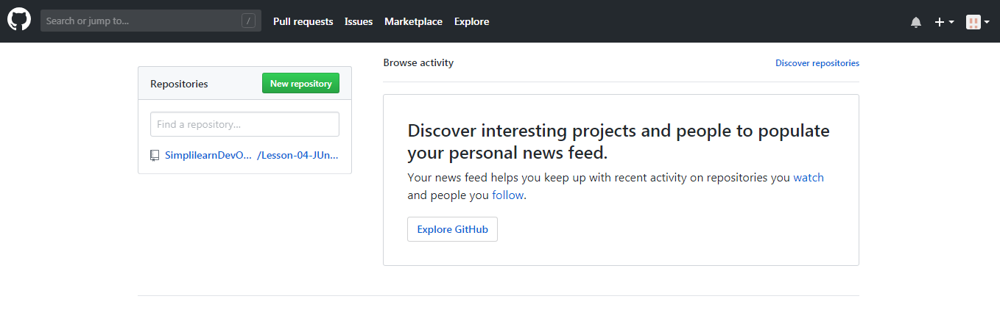 Search or jump to... /
Pull requests Issues Marketplace Explore
Repositories
New repository
Find a repository...
SimplilearnDevO... /Lesson-04-JUn...
Browse activity
Discover repositories
Discover interesting projects and people to populate
your personal news feed.
Your news feed helps you keep up with recent activity on repositories you watch
and people you follow.
Explore GitHub